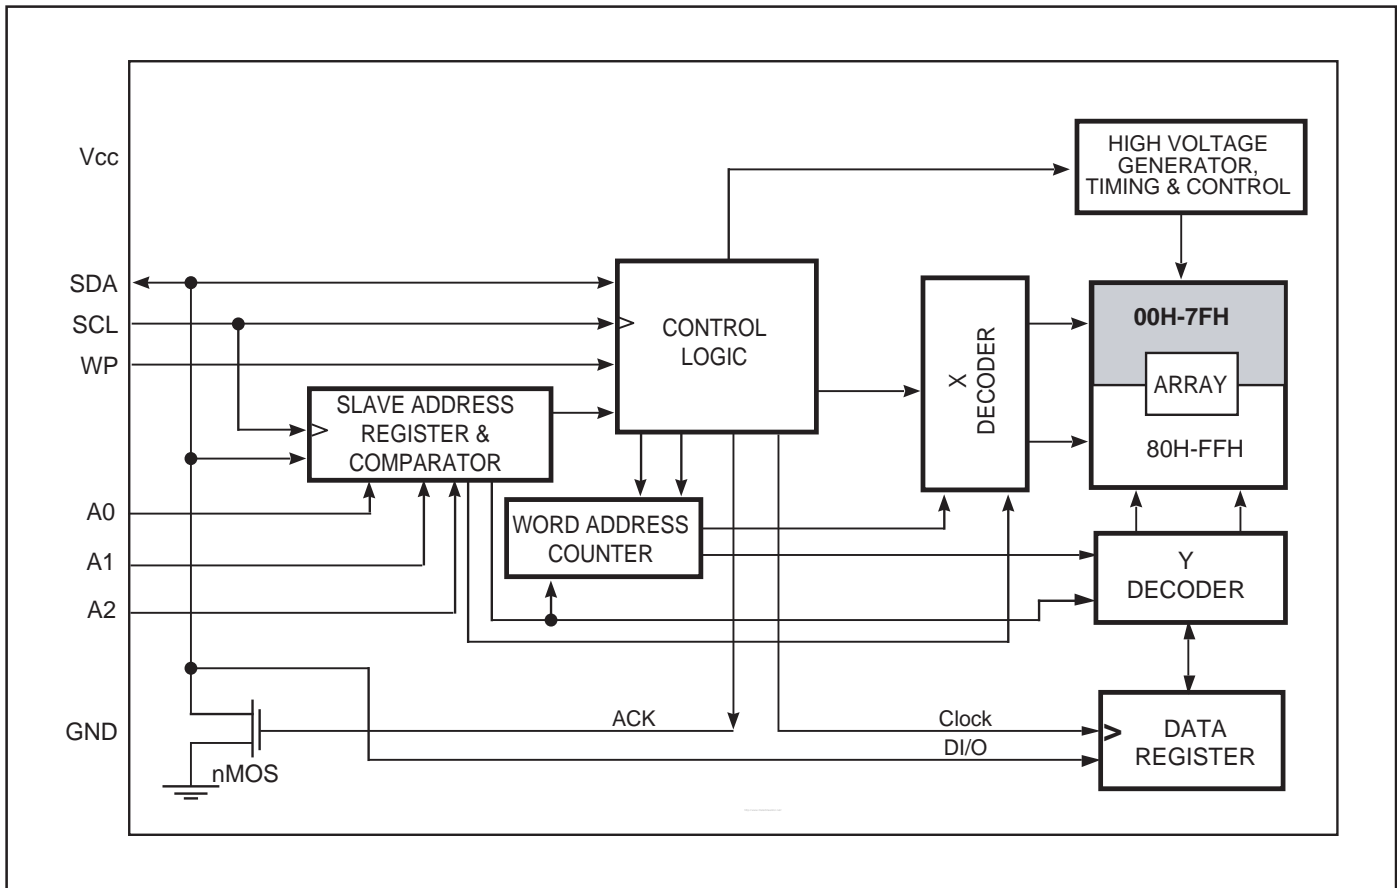 Vcc
HIGH VOLTAGE
GENERATOR,
TIMING & CONTROL
SDA
SCL
WP
CONTROL
LOGIC
X
DECODER
00H-7FH
ARRAY
80H-FFH
SLAVE ADDRESS
REGISTER &
COMPARATOR
A0
A1
A2
WORD ADDRESS
COUNTER
Y
DECODER
GND
nMOS
ACK
Clock
DI/O
DATA
REGISTER